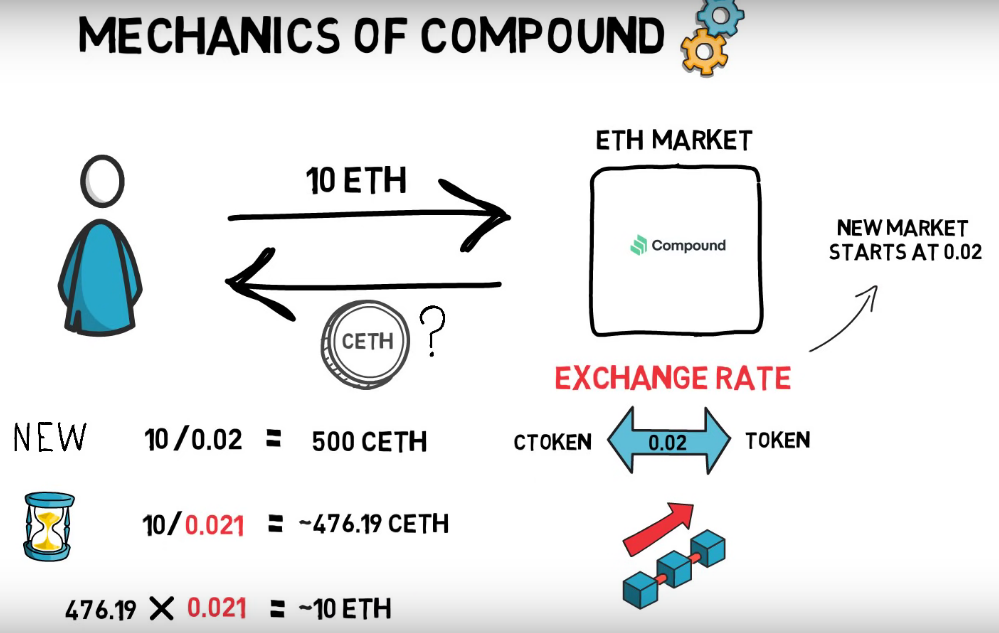 MECHANICS OF COMPOUND
ETH MARKET
10 ETH
Compound
NEW MARKET
STARTS AT 0.02
CETH ?
EXCHANGE RATE
NEW 10/0.02 = 500 CETH
CTOKEN 0.02 TOKEN
10/0.021 = ~476.19 CETH
476.19 X 0.021 = ~10 ETH